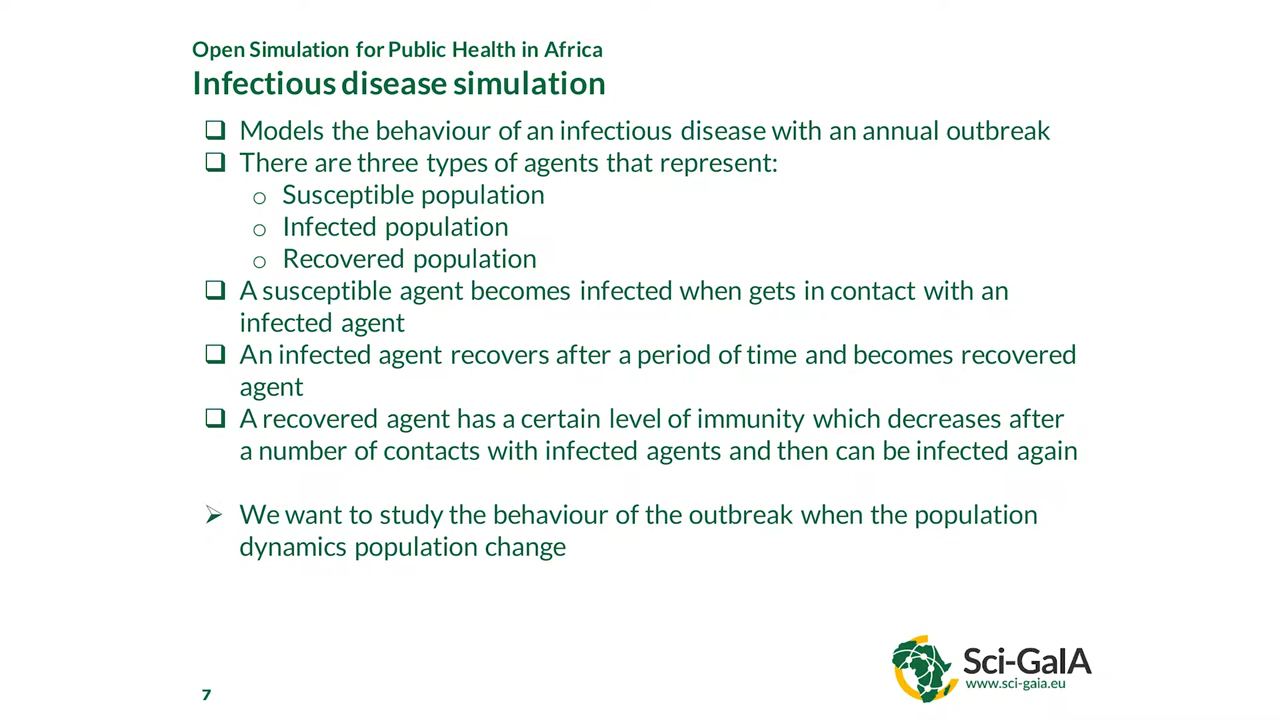 Open Simulation for Public Health in Africa
Infectious disease simulation
Models the behaviour of an infectious disease with an annual outbreak
There are three types of agents that represent:
Susceptible population
Infected population
Recovered population
A susceptible agent becomes infected when gets in contact with an
infected agent
An infected agent recovers after a period of time and becomes recovered
agent
A recovered agent has a certain level of immunity which decreases after
a number of contacts with infected agents and then can be infected again
We want to study the behaviour of the outbreak when the population
dynamics population change
Sci-GaIA
www.sci-gaia.eu
7